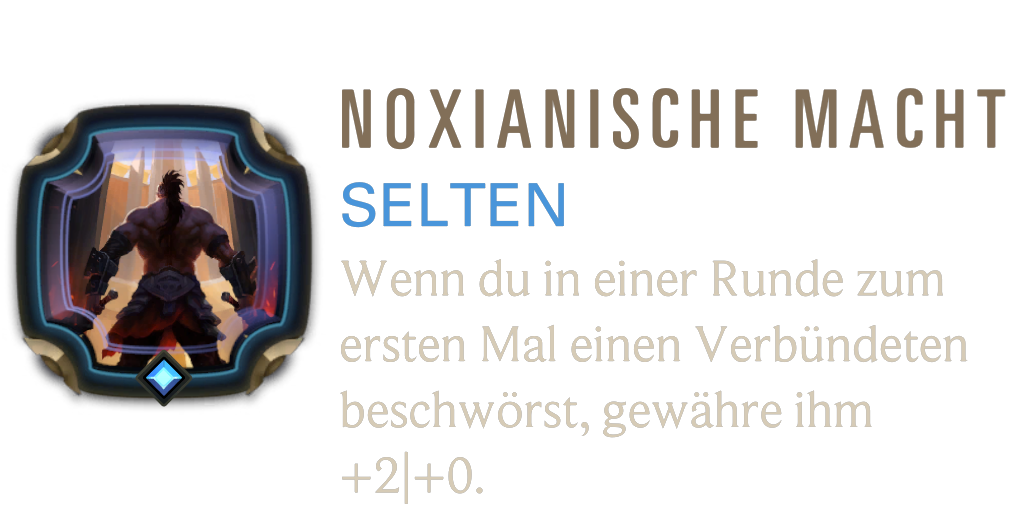 NOXIANISCHE MACHT
SELTEN
Wenn du in einer Runde zum
ersten Mal einen Verbündeten
beschwörst, gewähre ihm
+2|+0.